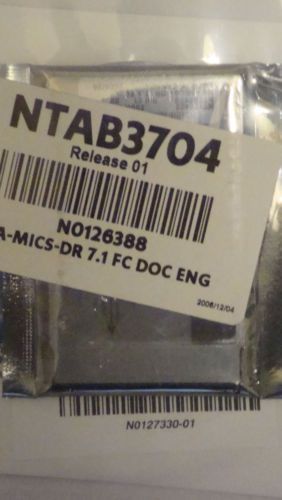 NTAB3704
Release 01
N0126388
A-MICS-DR 7.1 FC DOC ENG
2006/12/04
N0127330-01